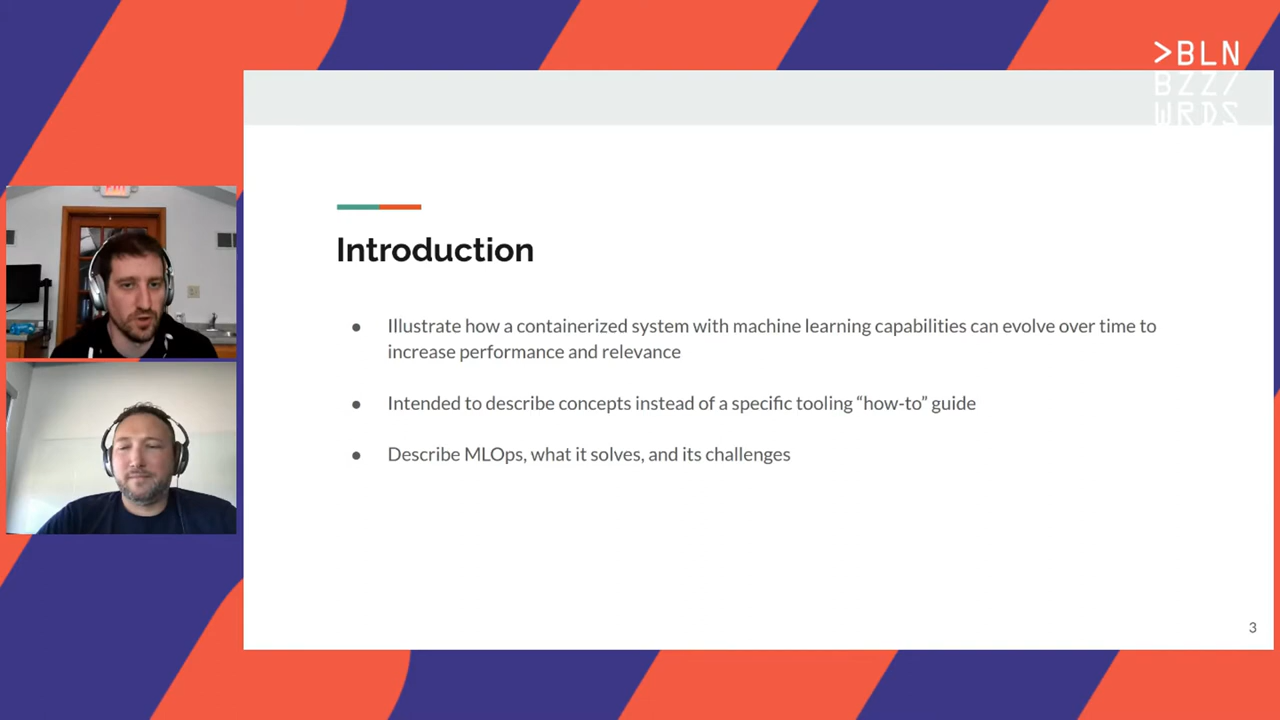 >BLN
BZZ/
WRDS
Introduction
● Illustrate how a containerized system with machine learning capabilities can evolve over time to
increase performance and relevance
● Intended to describe concepts instead of a specific tooling “how-to” guide
● Describe MLOps, what it solves, and its challenges
3